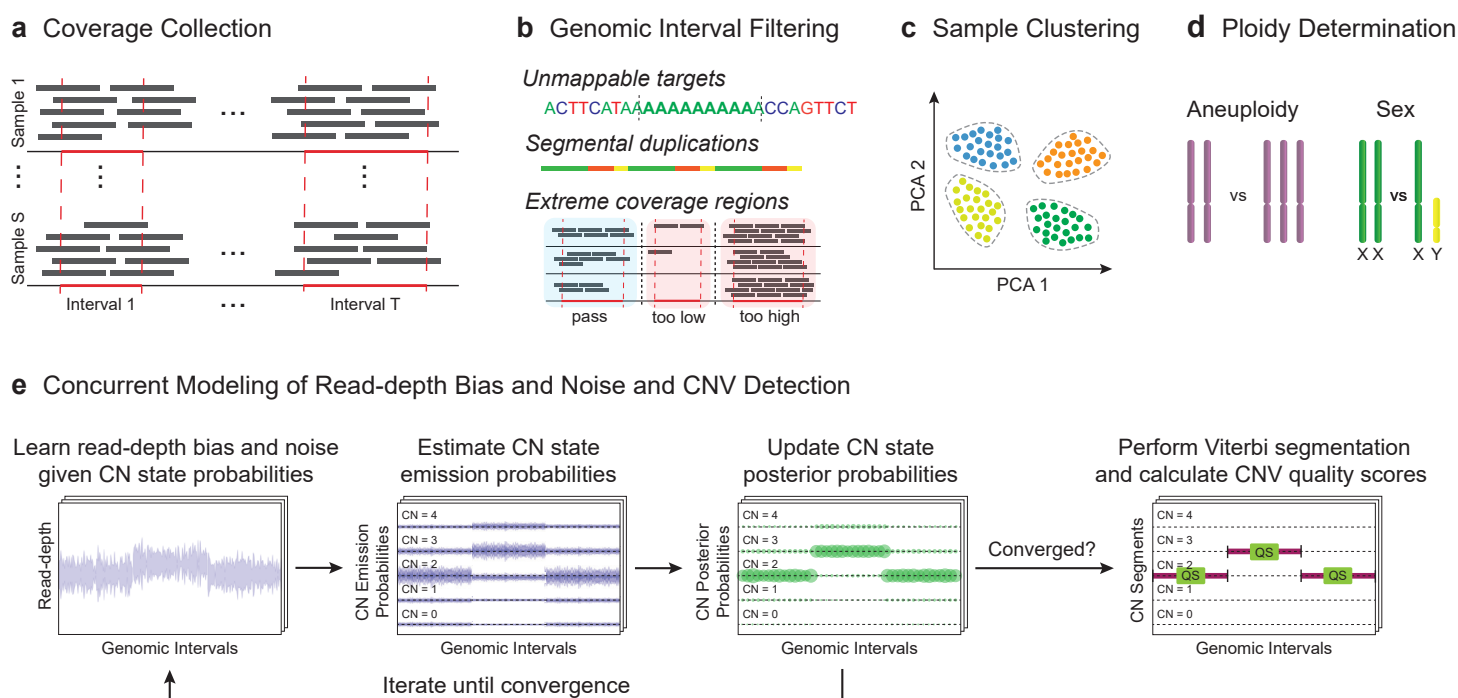 a Coverage Collection
Sample 1
...
...
...
Sample S
...
Interval 1
...
Interval T
b Genomic Interval Filtering
Unmappable targets
ACTTCATAAAAAAAAAAAACCAGTTCT
Segmental duplications
Extreme coverage regions
pass
too low
too high
c Sample Clustering
PCA 2
PCA 1
d Ploidy Determination
Aneuploidy
Sex
vs
vs
X X
X Y
e Concurrent Modeling of Read-depth Bias and Noise and CNV Detection
Learn read-depth bias and noise
given CN state probabilities
Read-depth
Genomic Intervals
Estimate CN state
emission probabilities
CN Emission
Probabilities
CN = 4
CN = 3
CN = 2
CN = 1
CN = 0
Genomic Intervals
Update CN state
posterior probabilities
CN Posterior
Probabilities
CN = 4
CN = 3
CN = 2
CN = 1
CN = 0
Genomic Intervals
Converged?
Perform Viterbi segmentation
and calculate CNV quality scores
CN Segments
CN = 4
CN = 3
QS
CN = 2
QS
QS
CN = 1
CN = 0
Genomic Intervals
Iterate until convergence